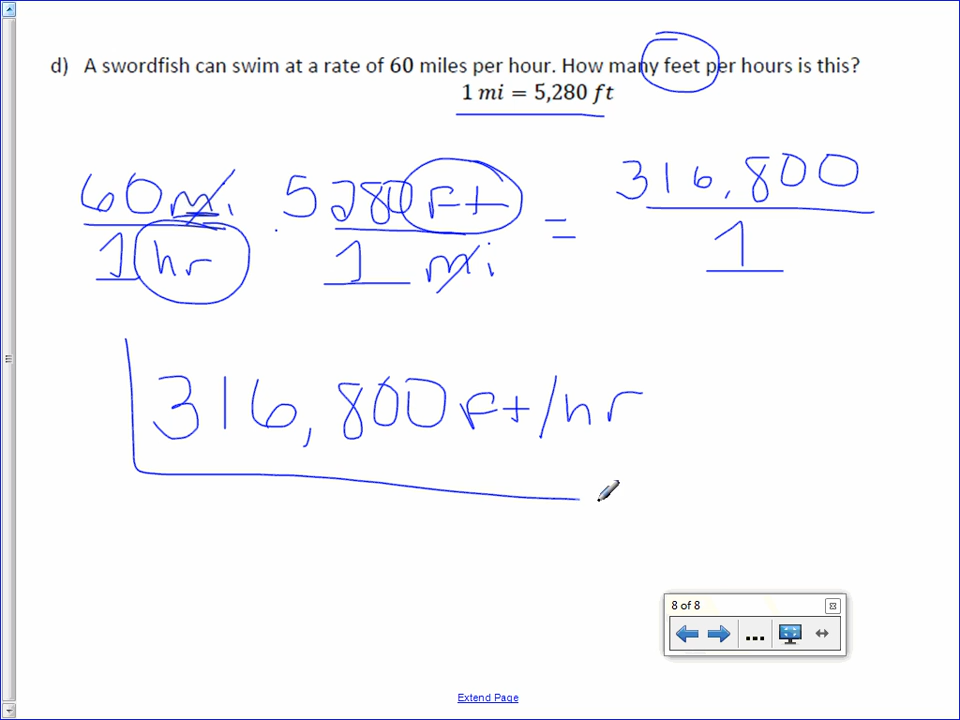 d) A swordfish can swim at a rate of 60 miles per hour. How many feet per hours is this?
1 mi = 5,280 ft
60 mi . 5280 Ft = 316,800
1 hr 1 mi 1
316,800 Ft/hr
8 of 8
...
Extend Page